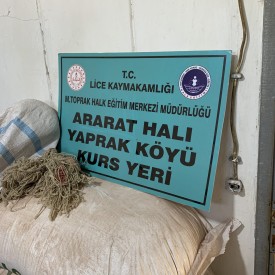 T.C.
LİCE KAYMAKAMLIĞI
M.TOPRAK HALK EĞİTİM MERKEZİ MÜDÜRLÜĞÜ
ARARAT HALI
YAPRAK KÖYÜ
KURS YERİ